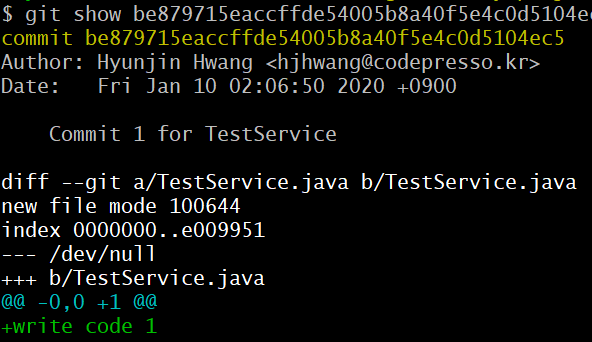 $ git show be879715eaccffde54005b8a40f5e4c0d5104ec
commit be879715eaccffde54005b8a40f5e4c0d5104ec5
Author: Hyunjin Hwang <hjhwang@codepresso.kr>
Date:   Fri Jan 10 02:06:50 2020 +0900
Commit 1 for TestService
diff --git a/TestService.java b/TestService.java
new file mode 100644
index 0000000..e009951
--- /dev/null
+++ b/TestService.java
@@ -0,0 +1 @@
+write code 1